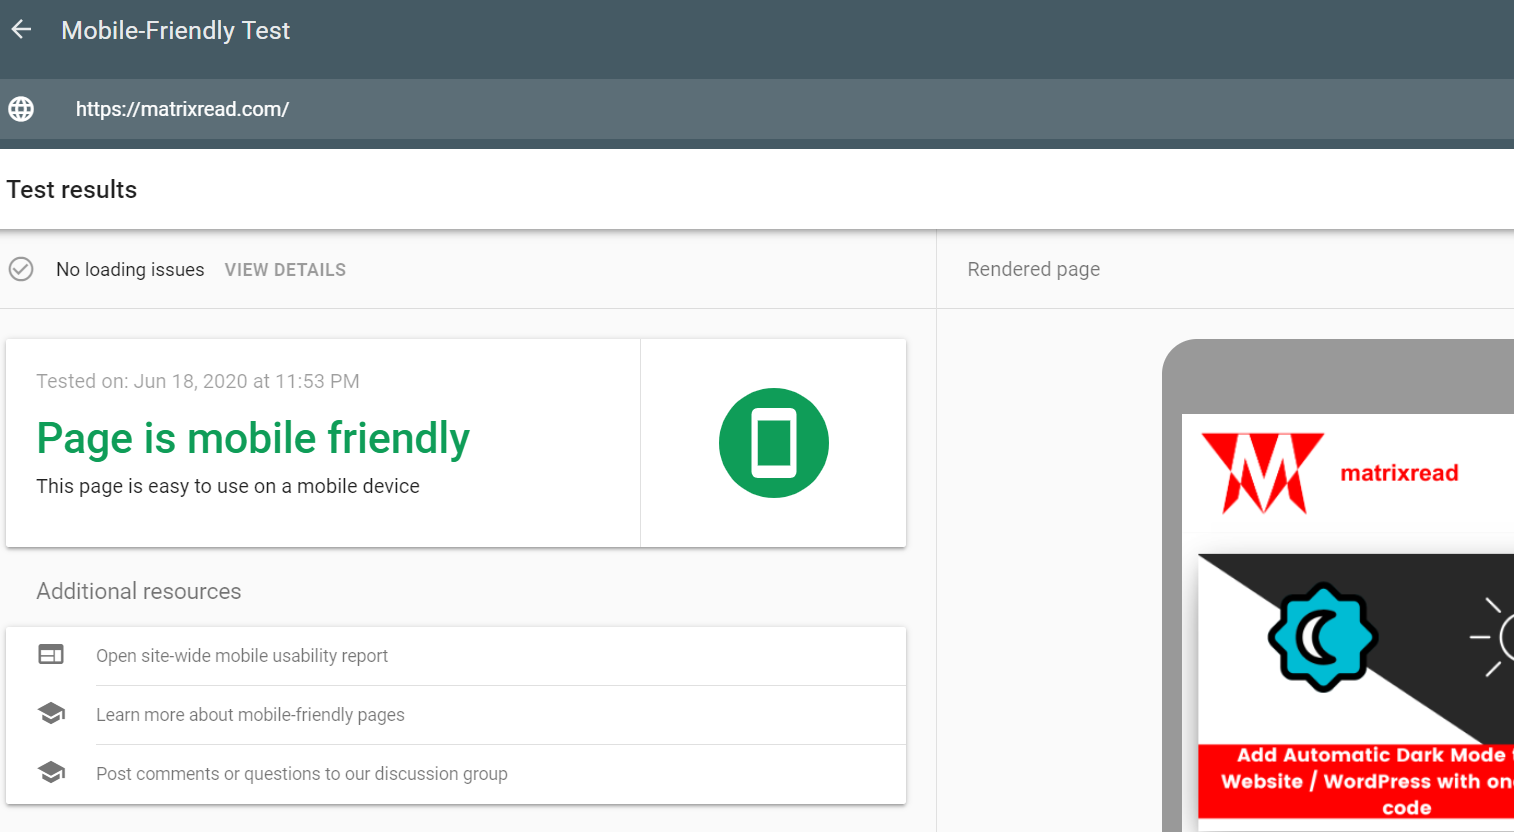 Mobile-Friendly Test
https://matrixread.com/
Test results
No loading issues VIEW DETAILS
Rendered page
Tested on: Jun 18, 2020 at 11:53 PM
Page is mobile friendly
This page is easy to use on a mobile device
Additional resources
Open site-wide mobile usability report
Learn more about mobile-friendly pages
Post comments or questions to our discussion group
matrixread
Add Automatic Dark Mode
Website / WordPress with
code